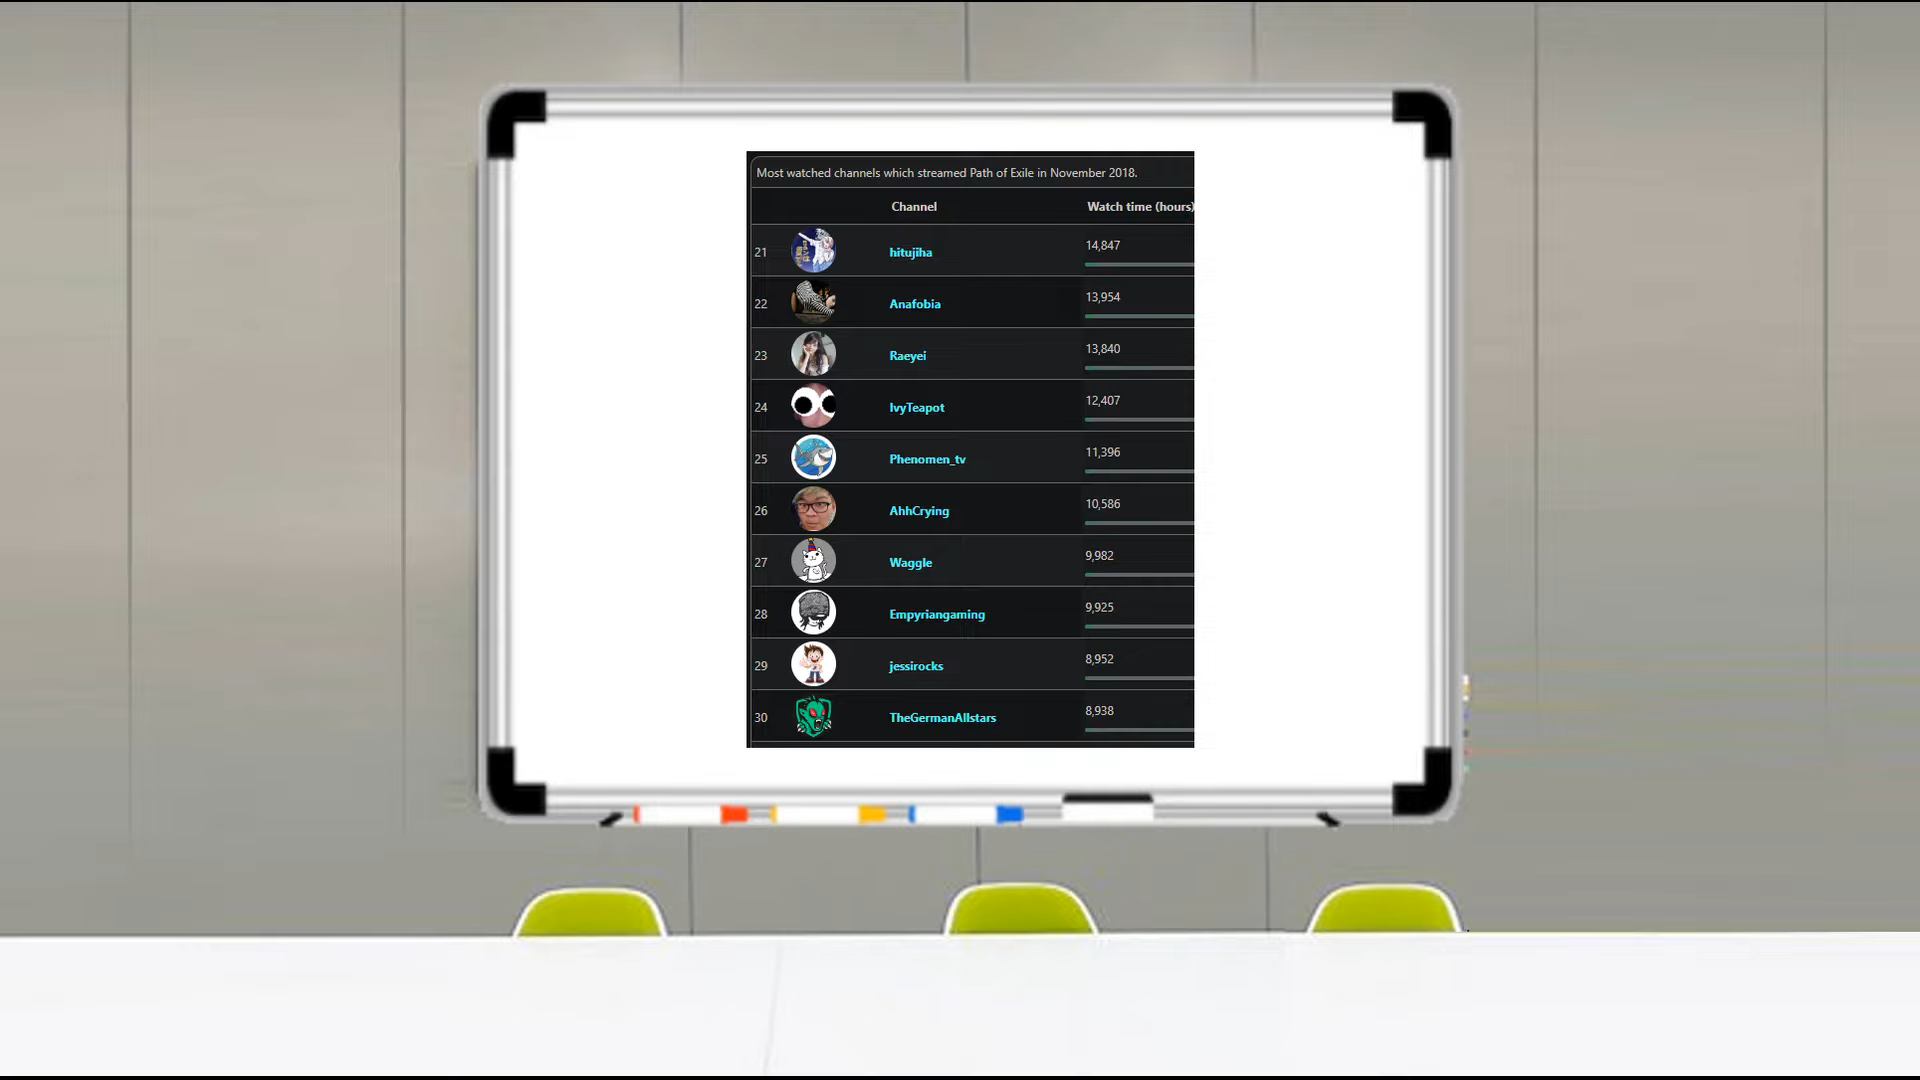 Most watched channels which streamed Path of Exile in November 2018.
Channel Watch time (hours)
21 hitujiha 14,847
22 Anafobia 13,954
23 Raeyei 13,840
24 IvyTeapot 12,407
25 Phenomen_tv 11,396
26 AhhCrying 10,586
27 Waggle 9,982
28 Empyriangaming 9,925
29 jessirocks 8,952
30 TheGermanAllstars 8,938